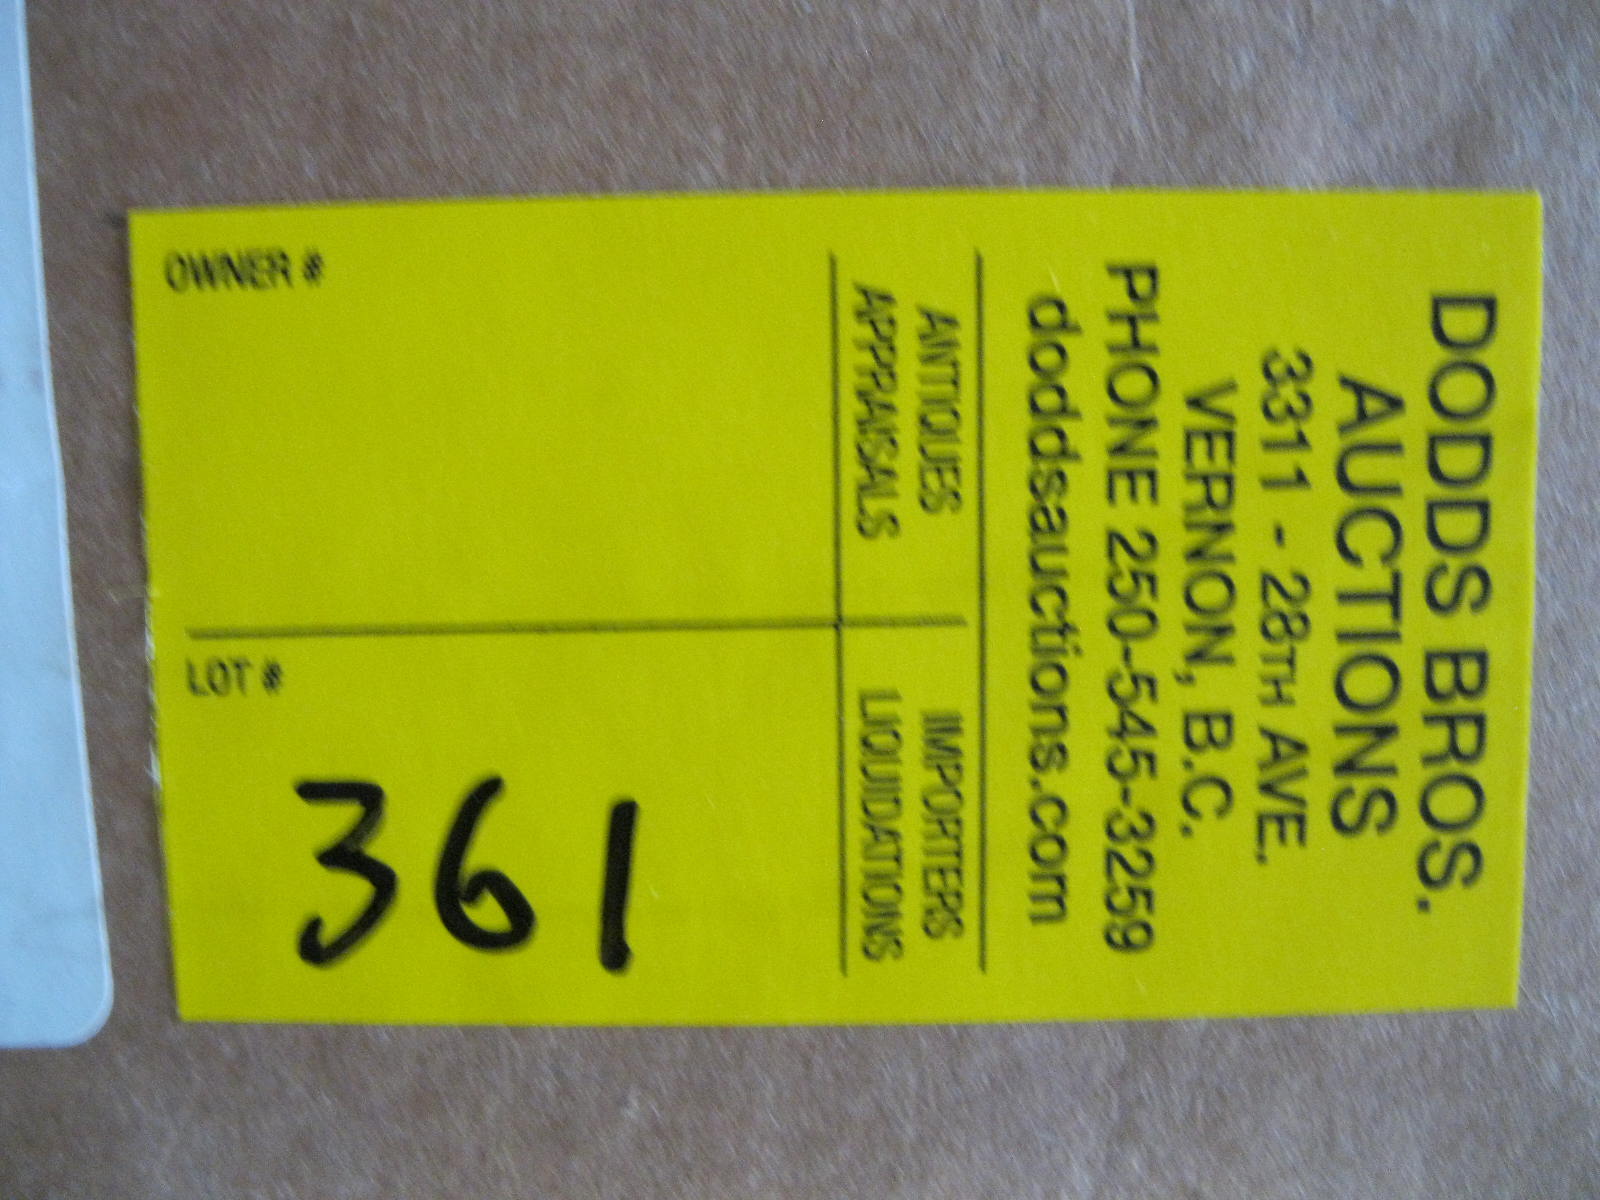 DODDS BROS.
AUCTIONS
3311 - 28TH AVE.
VERNON, B.C.
PHONE 250-545-3259
doddsauctions.com
ANTIQUES
APPRAISALS
IMPORTERS
LIQUIDATIONS
OWNER #
LOT #
361